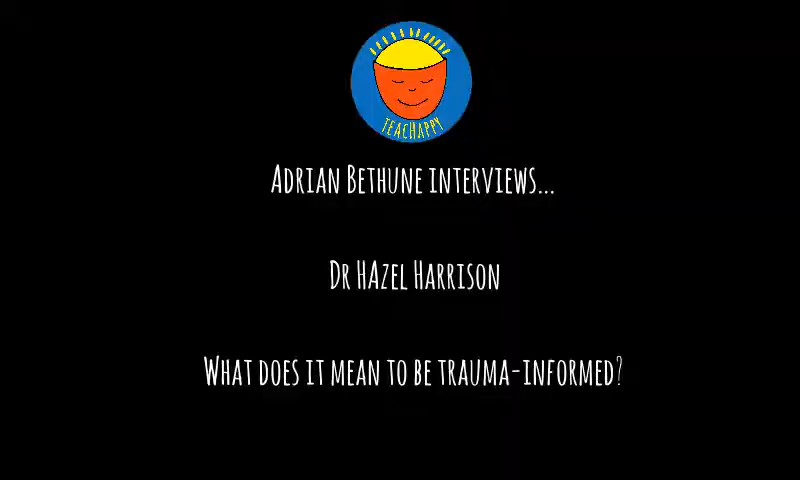 TEACHAPPY
ADRIAN BETHUNE INTERVIEWS...
DR HAZEL HARRISON
WHAT DOES IT MEAN TO BE TRAUMA-INFORMED?